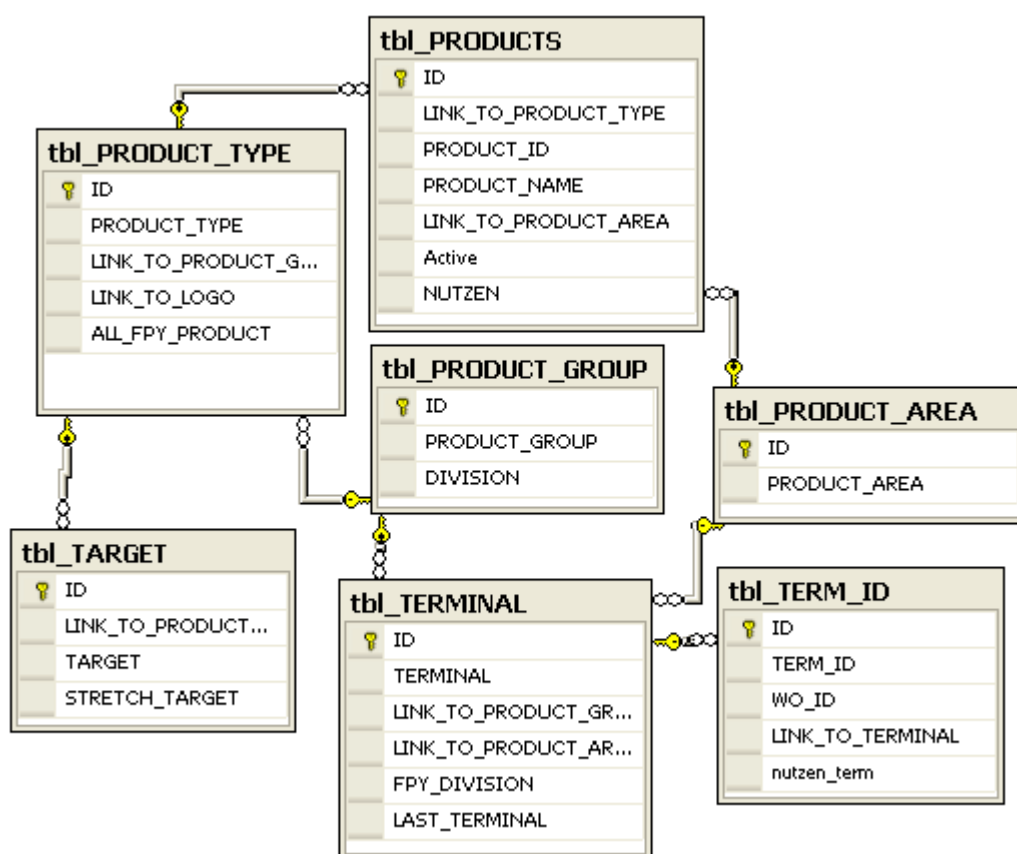 tbl_PRODUCTS
ID
LINK_TO_PRODUCT_TYPE
PRODUCT_ID
PRODUCT_NAME
LINK_TO_PRODUCT_AREA
Active
NUTZEN
tbl_PRODUCT_TYPE
ID
PRODUCT_TYPE
LINK_TO_PRODUCT_G...
LINK_TO_LOGO
ALL_FPY_PRODUCT
tbl_PRODUCT_GROUP
ID
PRODUCT_GROUP
DIVISION
tbl_PRODUCT_AREA
ID
PRODUCT_AREA
tbl_TARGET
ID
LINK_TO_PRODUCT...
TARGET
STRETCH_TARGET
tbl_TERMINAL
ID
TERMINAL
LINK_TO_PRODUCT_GR...
LINK_TO_PRODUCT_AR...
FPY_DIVISION
LAST_TERMINAL
tbl_TERM_ID
ID
TERM_ID
WO_ID
LINK_TO_TERMINAL
nutzen_term